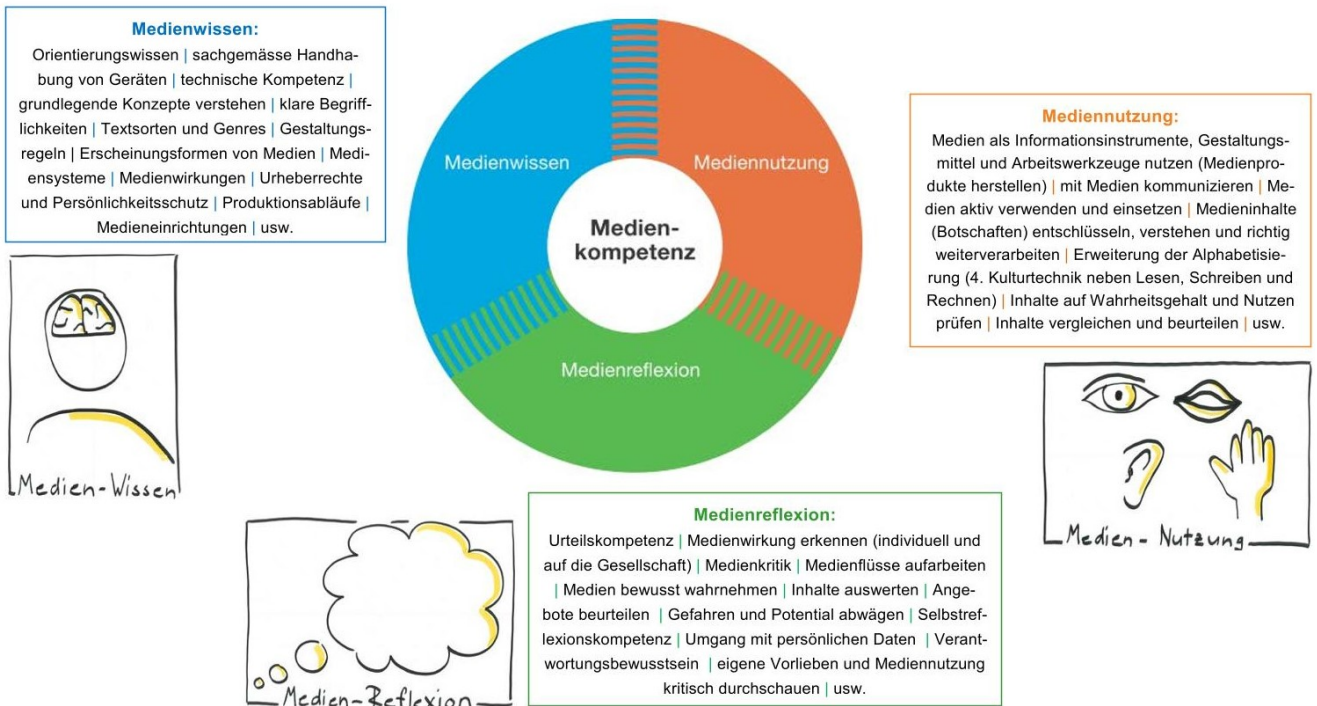 Medienwissen:
Orientierungswissen | sachgemässe Handha-
bung von Geräten | technische Kompetenz |
grundlegende Konzepte verstehen | klare Begriff-
lichkeiten | Textsorten und Genres | Gestaltungs-
regeln | Erscheinungsformen von Medien | Medi-
ensysteme | Medienwirkungen | Urheberrechte
und Persönlichkeitsschutz | Produktionsabläufe |
Medieneinrichtungen | usw.
Medienwissen
Mediennutzung
Medien-
kompetenz
Medienreflexion
Mediennutzung:
Medien als Informationsinstrumente, Gestaltungs-
mittel und Arbeitswerkzeuge nutzen (Medienpro-
dukte herstellen) | mit Medien kommunizieren | Me-
dien aktiv verwenden und einsetzen | Medieninhalte
(Botschaften) entschlüsseln, verstehen und richtig
weiterverarbeiten | Erweiterung der Alphabetisie-
rung (4. Kulturtechnik neben Lesen, Schreiben und
Rechnen) | Inhalte auf Wahrheitsgehalt und Nutzen
prüfen | Inhalte vergleichen und beurteilen | usw.
Medien-Wissen
Medien - Nutzung
Medien-Reflexion
Medienreflexion:
Urteilskompetenz | Medienwirkung erkennen (individuell und
auf die Gesellschaft) | Medienkritik | Medienflüsse aufarbeiten
| Medien bewusst wahrnehmen | Inhalte auswerten | Ange-
bote beurteilen | Gefahren und Potential abwägen | Selbstref-
lexionskompetenz | Umgang mit persönlichen Daten | Verant-
wortungsbewusstsein | eigene Vorlieben und Mediennutzung
kritisch durchschauen | usw.